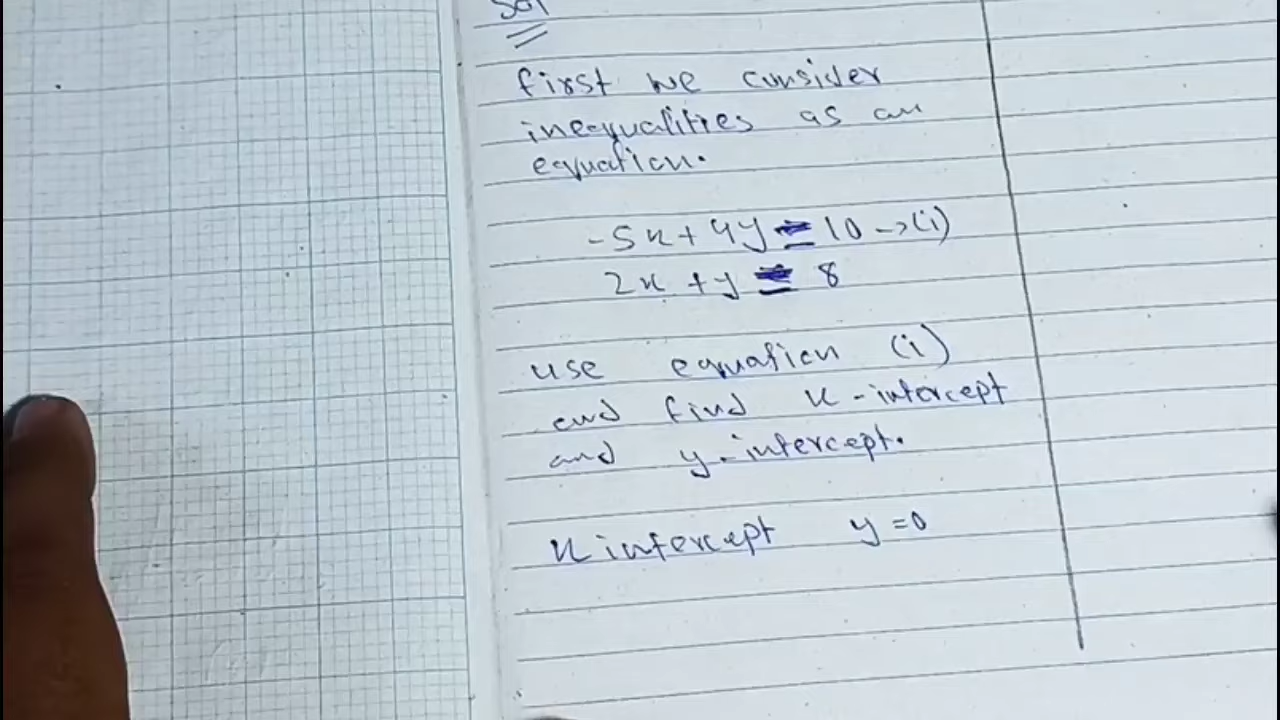 Sol
first we consider
inequalities as an
equation.
-5x+4y = 10 →(i)
2x + y = 8
use equation (i)
and find x-intercept
and y-intercept.
x intercept y=0